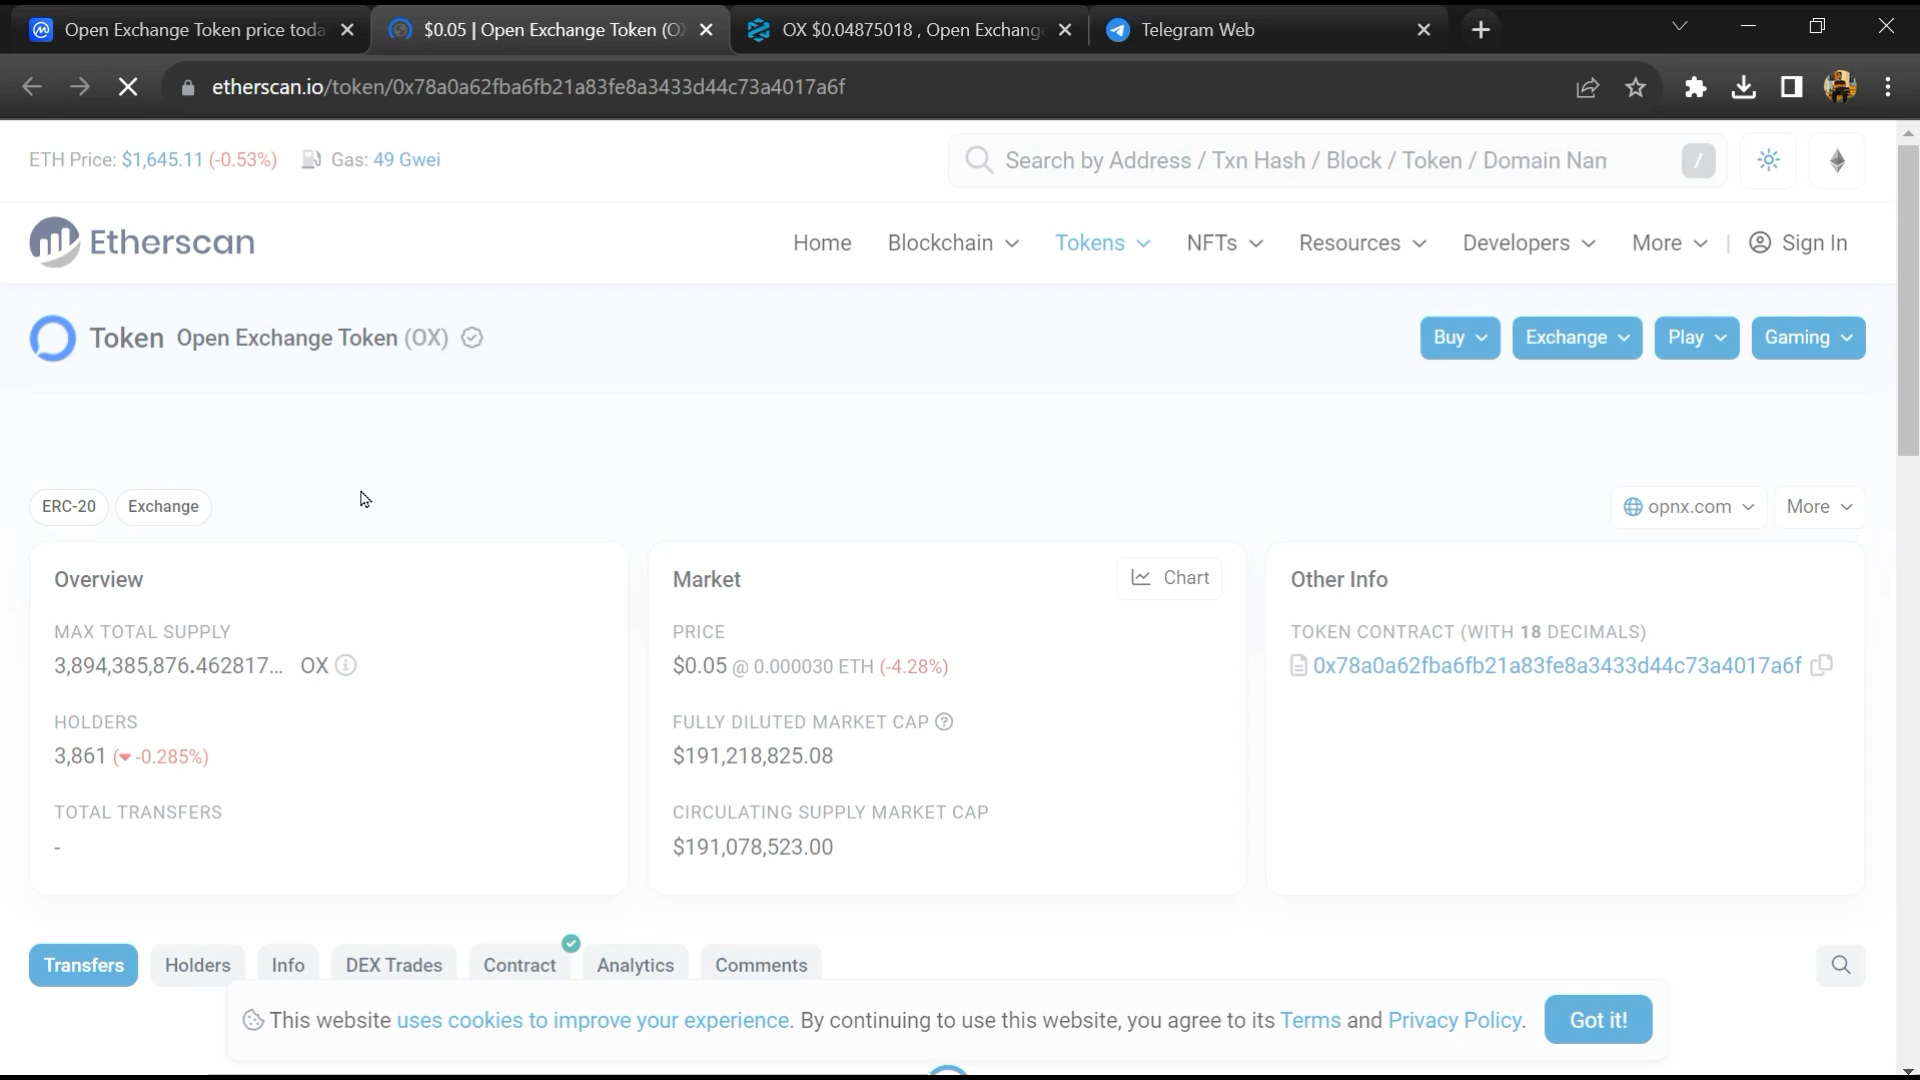 Open Exchange Token price toda
$0.05 | Open Exchange Token (O
OX $0.04875018 , Open Exchang
Telegram Web
etherscan.io/token/0x78a0a62fba6fb21a83fe8a3433d44c73a4017a6f
ETH Price: $1,645.11 (-0.53%) Gas: 49 Gwei
Search by Address / Txn Hash / Block / Token / Domain Nan
/
Etherscan
Home Blockchain Tokens NFTs Resources Developers More | Sign In
Token Open Exchange Token (OX)
Buy Exchange Play Gaming
ERC-20 Exchange
opnx.com More
Overview
MAX TOTAL SUPPLY
3,894,385,876.462817... OX
HOLDERS
3,861 (-0.285%)
TOTAL TRANSFERS
-
Market
Chart
PRICE
$0.05 @ 0.000030 ETH (-4.28%)
FULLY DILUTED MARKET CAP
$191,218,825.08
CIRCULATING SUPPLY MARKET CAP
$191,078,523.00
Other Info
TOKEN CONTRACT (WITH 18 DECIMALS)
0x78a0a62fba6fb21a83fe8a3433d44c73a4017a6f
Transfers Holders Info DEX Trades Contract Analytics Comments
This website uses cookies to improve your experience. By continuing to use this website, you agree to its Terms and Privacy Policy.
Got it!